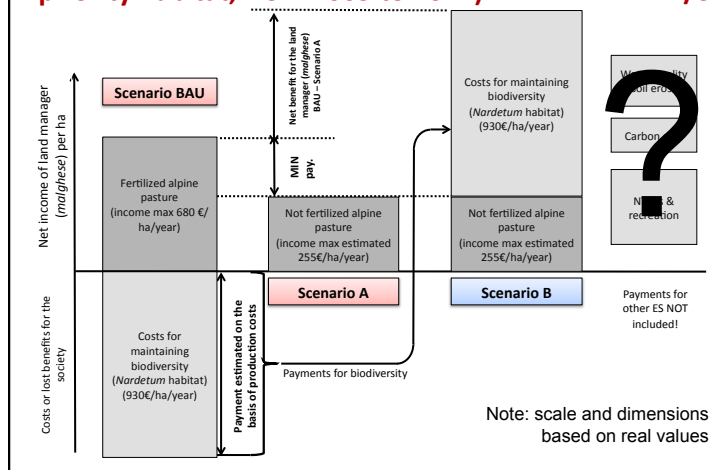 Net income of land manager
(malghese) per ha
Costs or lost benefits for the
society
Scenario BAU
Fertilized alpine
pasture
(income max 680 €/
ha/year)
Costs for
maintaining
biodiversity
(Nardetum habitat)
(930€/ha/year)
Net benefit for the land
manager (malghese)
BAU – Scenario A
MIN
pay.
Not fertilized alpine
pasture
(income max estimated
255€/ha/year)
Scenario A
Payment estimated on the
basis of production costs
Payments for biodiversity
Costs for maintaining
biodiversity
(Nardetum habitat)
(930€/ha/year)
Not fertilized alpine
pasture
(income max estimated
255€/ha/year)
Scenario B
?
Carbon
&
recreation
Payments for
other ES NOT
included!
Note: scale and dimensions
based on real values